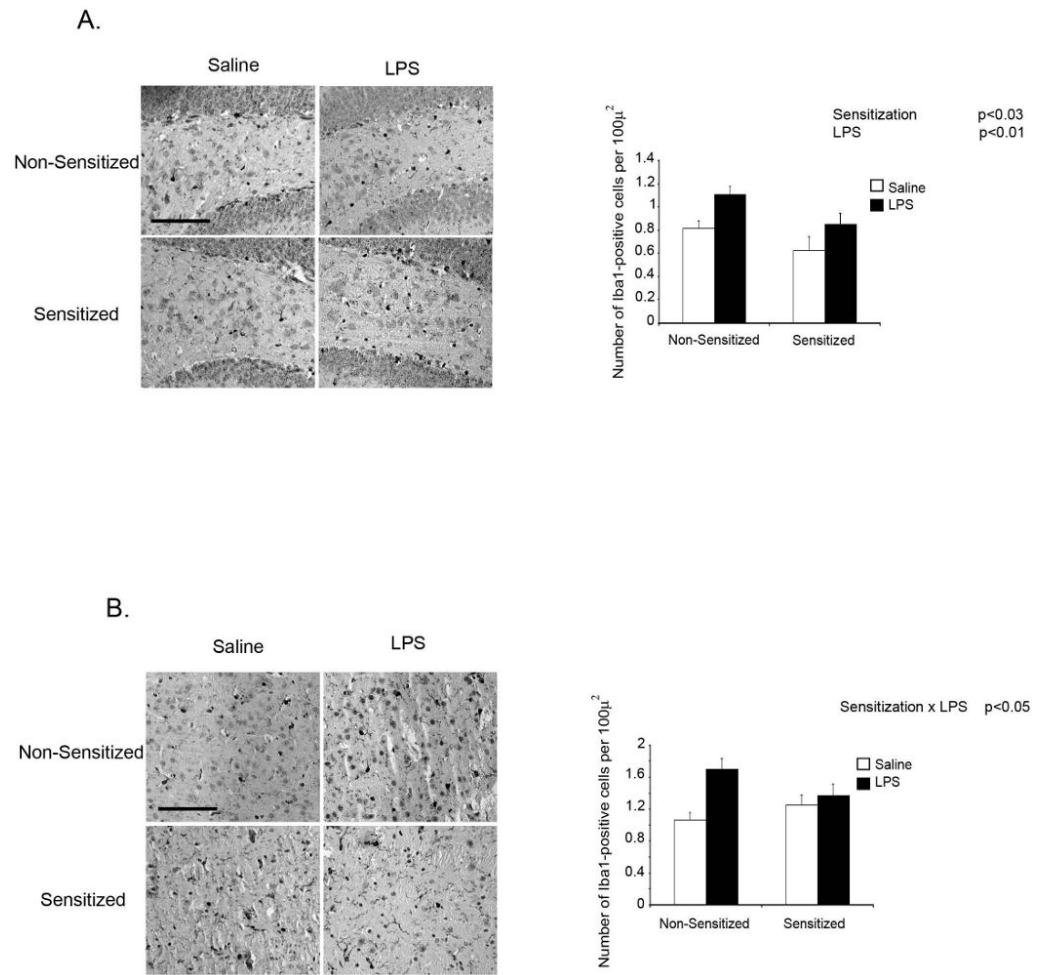 A.
Saline LPS
Non-Sensitized
Sensitized
Sensitization p<0.03
LPS p<0.01
Number of Iba1-positive cells per 100µ²
1.4
1.2
1
0.8
0.6
0.4
0.2
0
Saline
LPS
Non-Sensitized Sensitized
B.
Saline LPS
Non-Sensitized
Sensitized
Sensitization x LPS p<0.05
Number of Iba1-positive cells per 100µ²
2
1.6
1.2
0.8
0.4
0
Saline
LPS
Non-Sensitized Sensitized